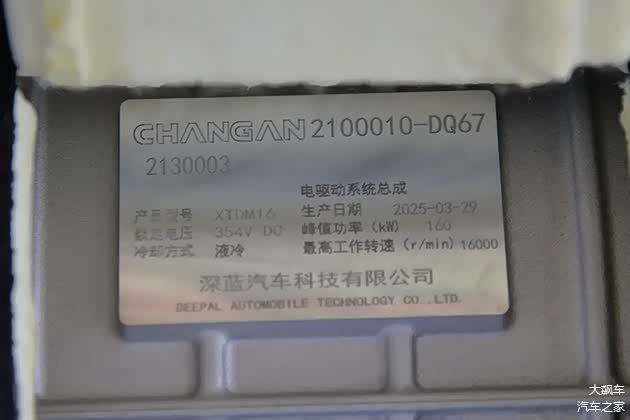 CHANGAN 2100010-DQ67
2130003
电驱动系统总成
产品型号 XTDM16 生产日期 2025-03-29
额定电压 354V DC 峰值功率 (kW) 160
冷却方式 液冷 最高工作转速 (r/min) 16000
深蓝汽车科技有限公司
DEEPAL AUTOMOBILE TECHNOLOGY CO.,LTD.
大飙车
汽车之家